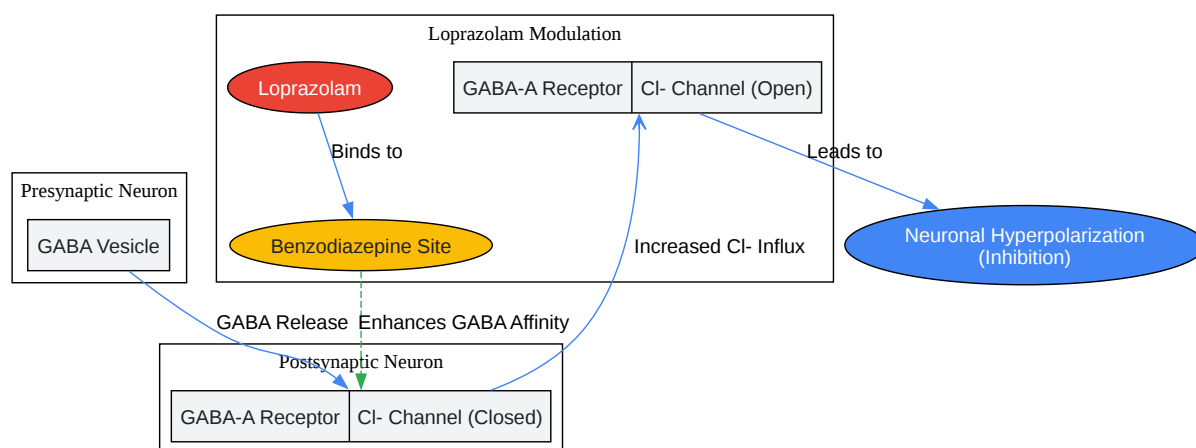 Loprazolam Modulation
Loprazolam
GABA-A Receptor
Cl- Channel (Open)
Binds to
Leads to
Presynaptic Neuron
GABA Vesicle
Benzodiazepine Site
Increased Cl- Influx
Neuronal Hyperpolarization
(Inhibition)
GABA Release
Enhances GABA Affinity
Postsynaptic Neuron
GABA-A Receptor
Cl- Channel (Closed)